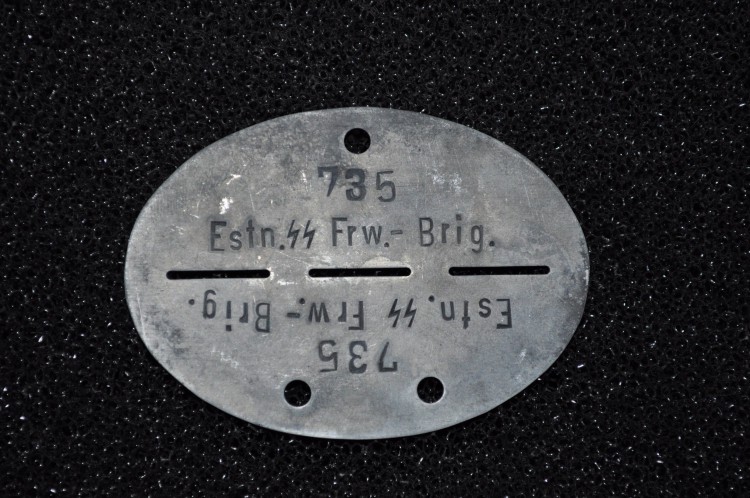 735
Estn. ᛋᛋ Frw.- Brig.
Estn. ᛋᛋ Frw.- Brig.
735